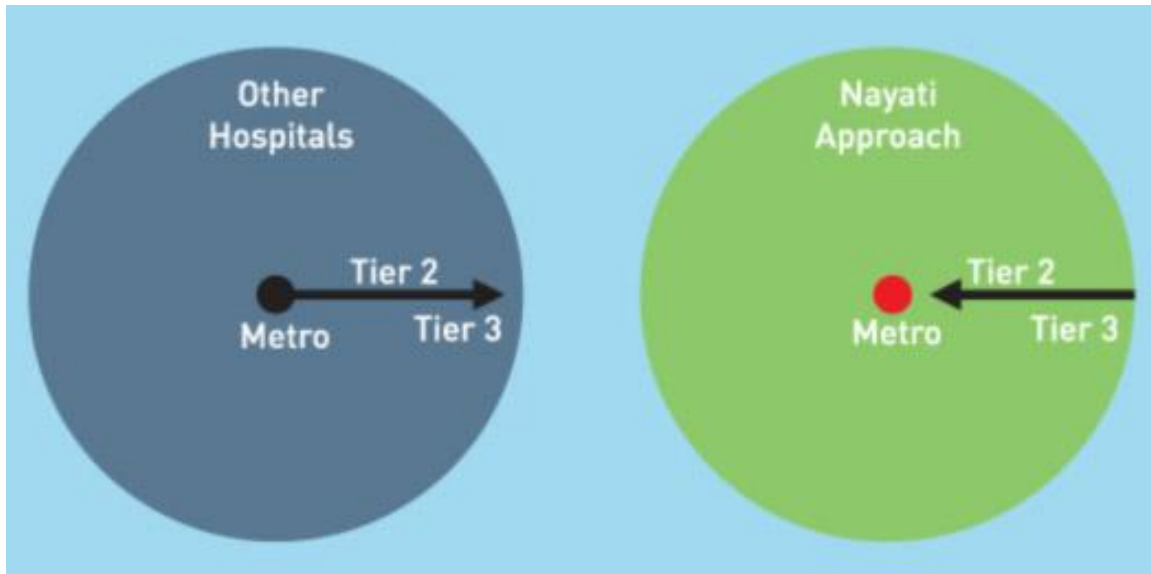 Other
Hospitals
Tier 2
Metro
Tier 3
Nayati
Approach
Tier 2
Metro
Tier 3